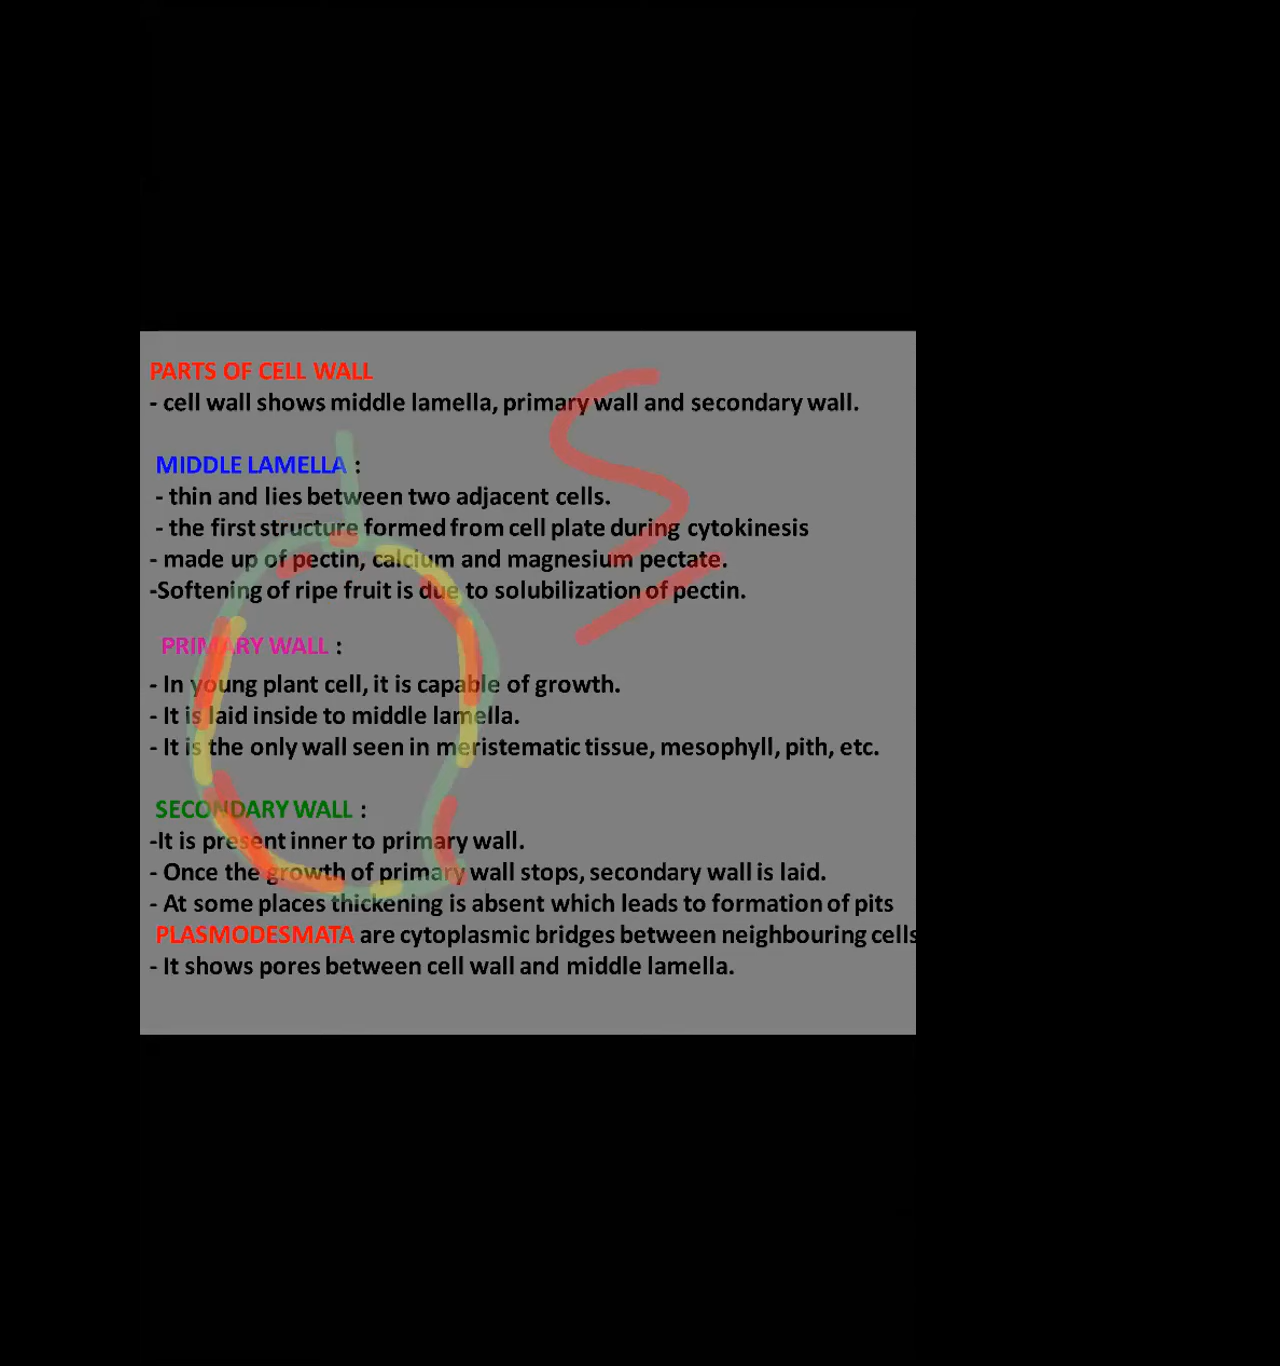 PARTS OF CELL WALL
- cell wall shows middle lamella, primary wall and secondary wall.
MIDDLE LAMELLA :
- thin and lies between two adjacent cells.
- the first structure formed from cell plate during cytokinesis
- made up of pectin, calcium and magnesium pectate.
-Softening of ripe fruit is due to solubilization of pectin.
PRIMARY WALL :
- In young plant cell, it is capable of growth.
- It is laid inside to middle lamella.
- It is the only wall seen in meristematic tissue, mesophyll, pith, etc.
SECONDARY WALL :
-It is present inner to primary wall.
- Once the growth of primary wall stops, secondary wall is laid.
- At some places thickening is absent which leads to formation of pits
PLASMODESMATA are cytoplasmic bridges between neighbouring cells
- It shows pores between cell wall and middle lamella.